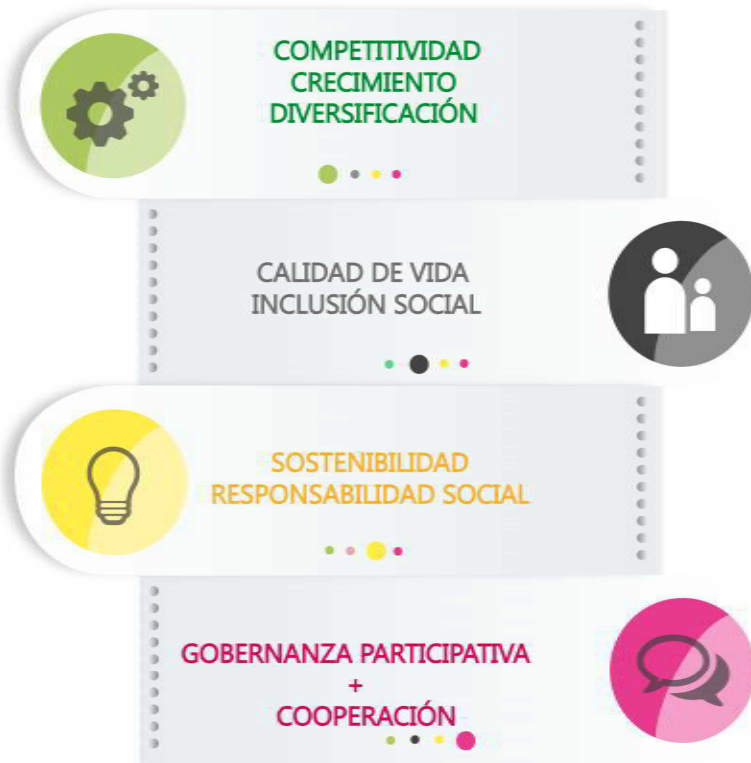 COMPETITIVIDAD
CRECIMIENTO
DIVERSIFICACIÓN
CALIDAD DE VIDA
INCLUSIÓN SOCIAL
SOSTENIBILIDAD
RESPONSABILIDAD SOCIAL
GOBERNANZA PARTICIPATIVA
+
COOPERACIÓN